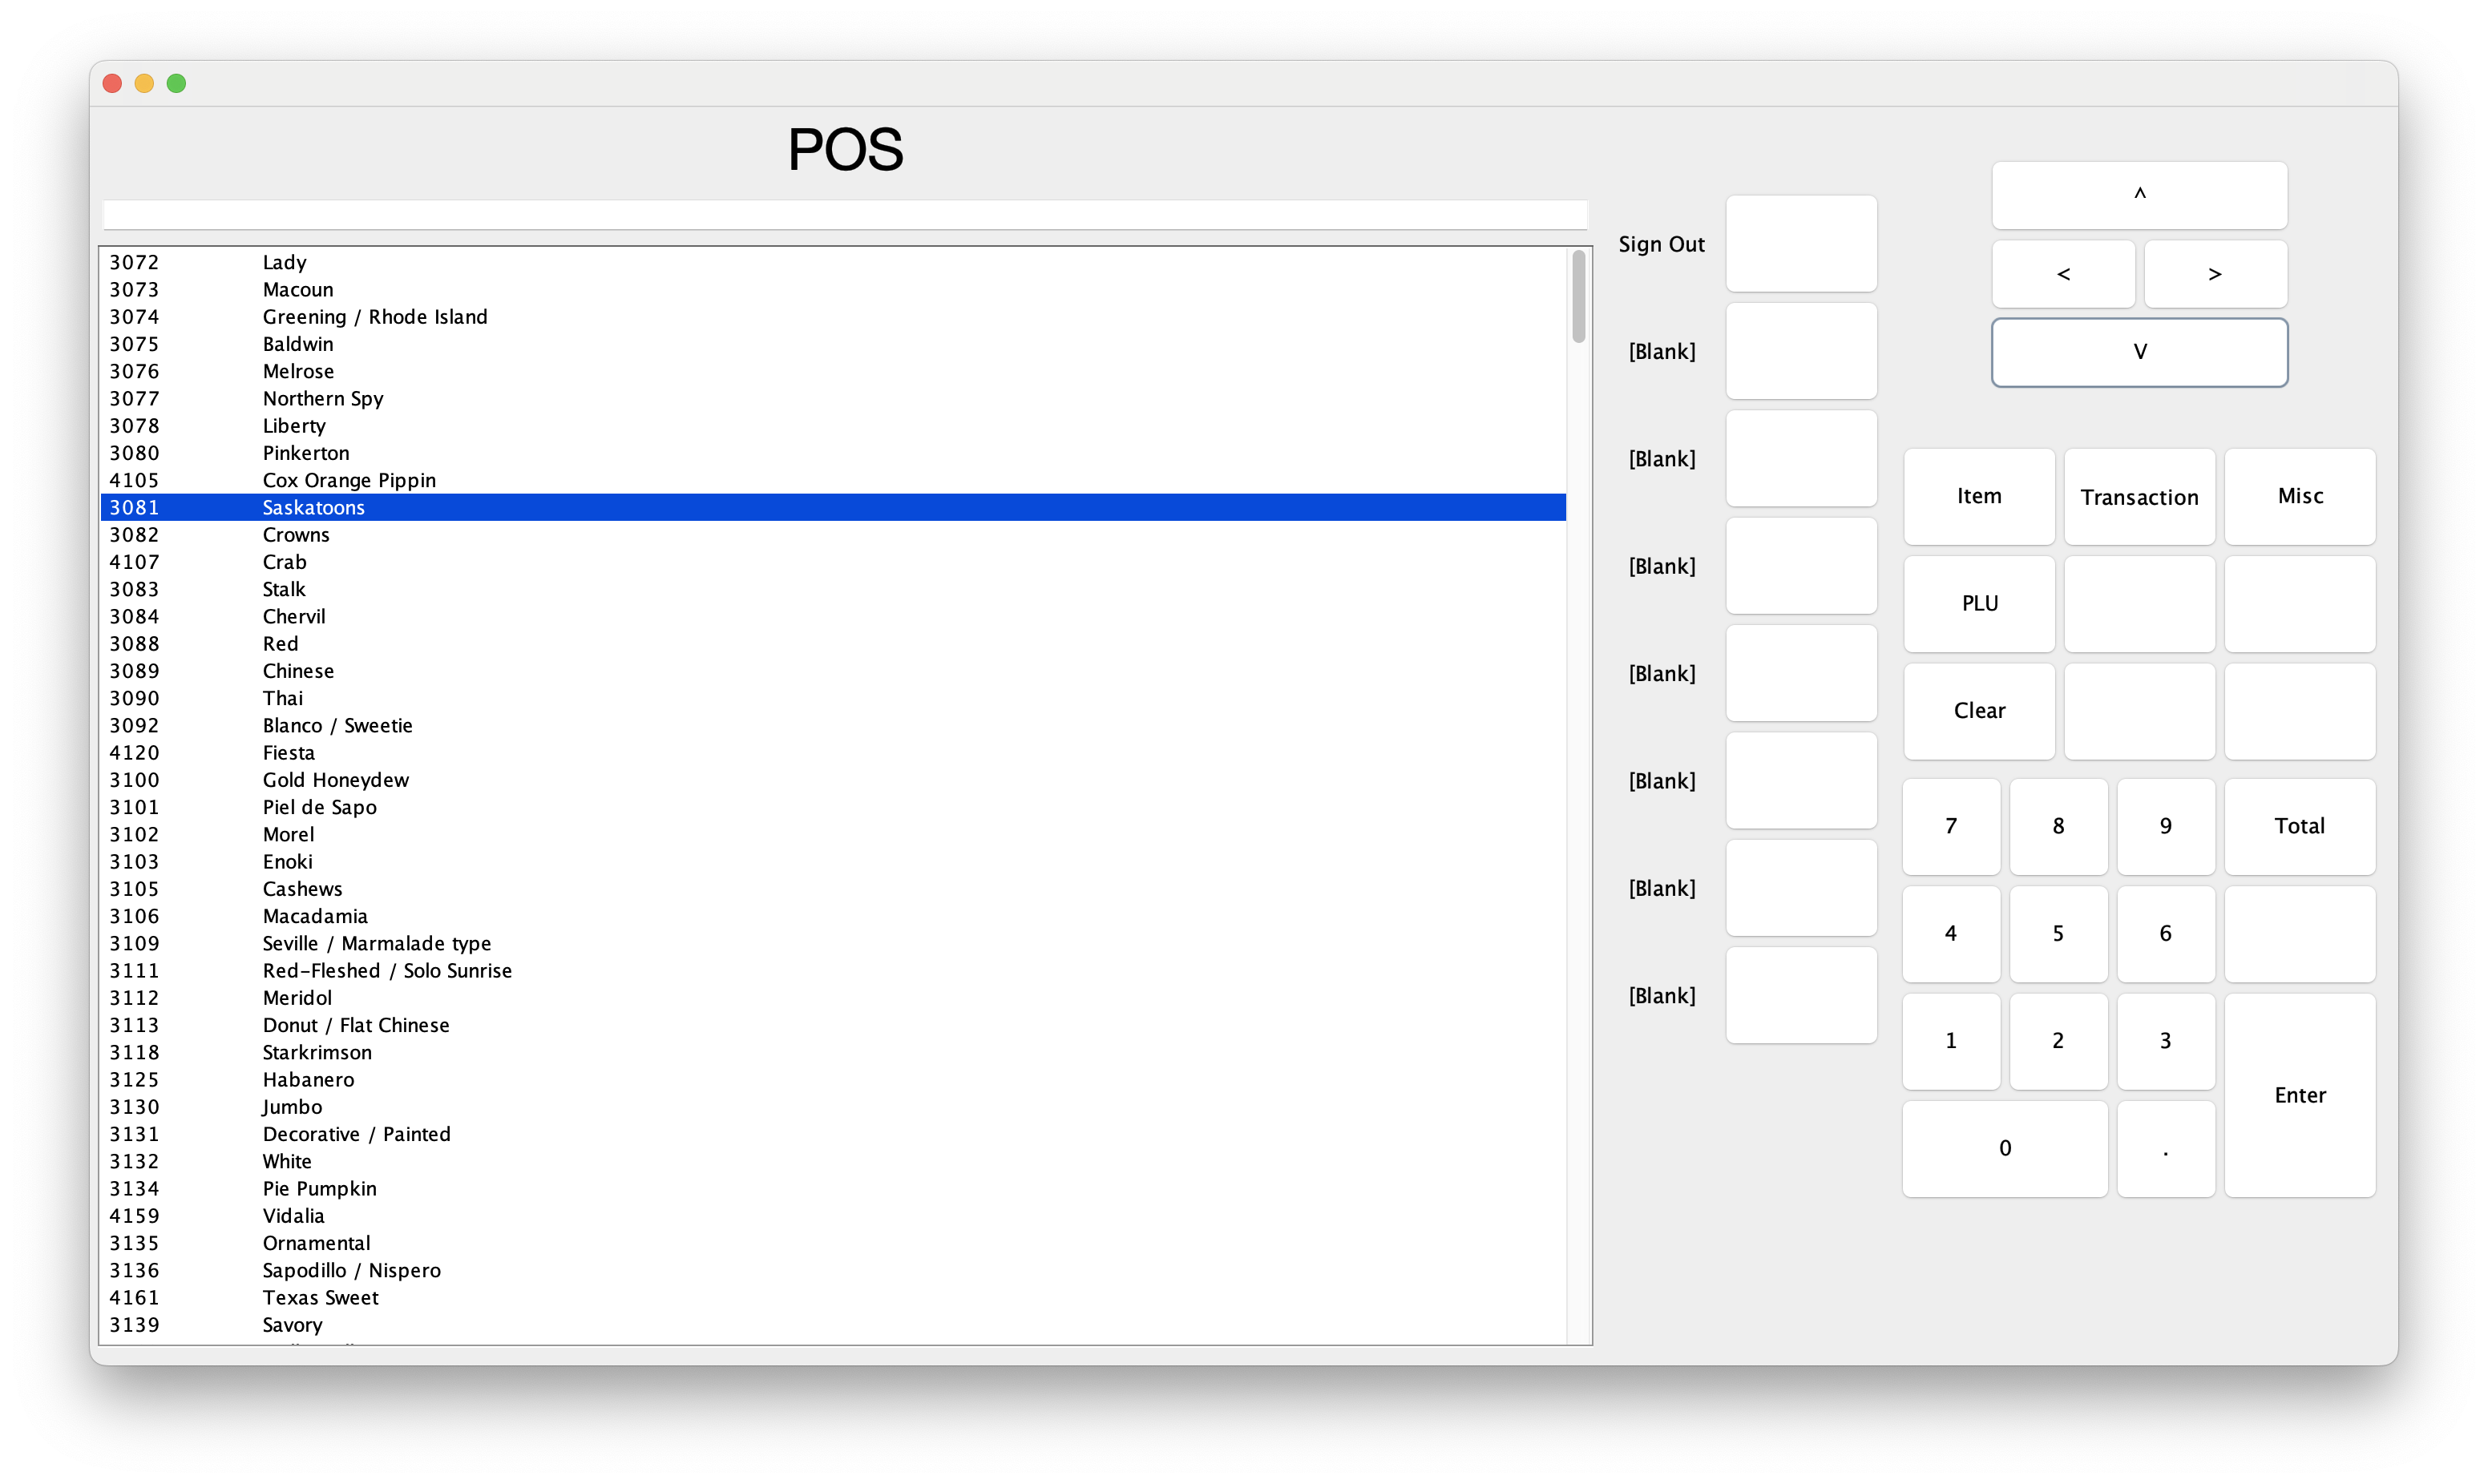 POS
3072 Lady
3073 Macoun
3074 Greening / Rhode Island
3075 Baldwin
3076 Melrose
3077 Northern Spy
3078 Liberty
3080 Pinkerton
4105 Cox Orange Pippin
3081 Saskatoons
3082 Crowns
4107 Crab
3083 Stalk
3084 Chervil
3088 Red
3089 Chinese
3090 Thai
3092 Blanco / Sweetie
4120 Fiesta
3100 Gold Honeydew
3101 Piel de Sapo
3102 Morel
3103 Enoki
3105 Cashews
3106 Macadamia
3109 Seville / Marmalade type
3111 Red-Fleshed / Solo Sunrise
3112 Meridol
3113 Donut / Flat Chinese
3118 Starkrimson
3125 Habanero
3130 Jumbo
3131 Decorative / Painted
3132 White
3134 Pie Pumpkin
4159 Vidalia
3135 Ornamental
3136 Sapodillo / Nispero
4161 Texas Sweet
3139 Savory
Sign Out
[Blank]
[Blank]
[Blank]
[Blank]
[Blank]
[Blank]
[Blank]
^
< >
V
Item Transaction Misc
PLU
Clear
7 8 9 Total
4 5 6
1 2 3
Enter
0 .